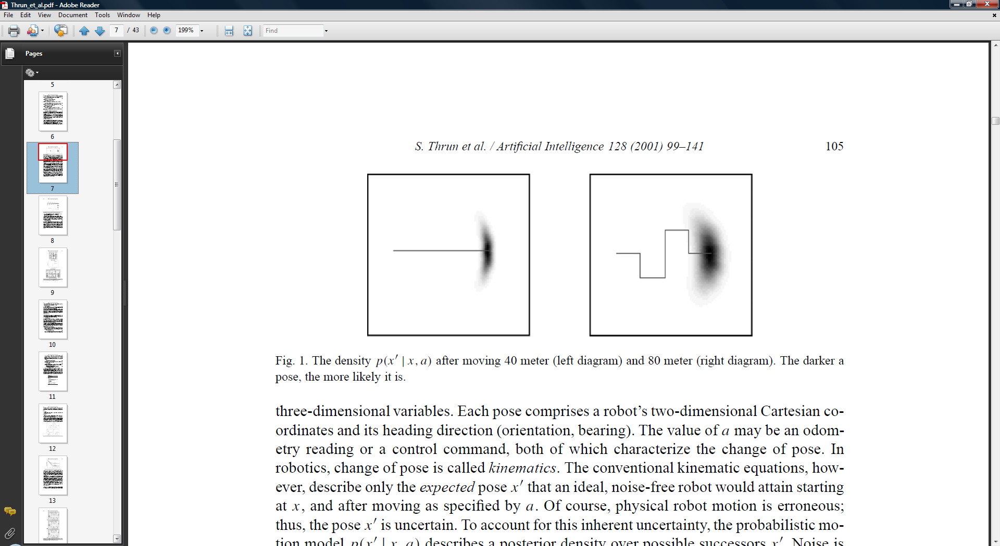 Thrun_et_al.pdf - Adobe Reader
File Edit View Document Tools Window Help
7 / 43 199% Find
Pages
5
6
7
8
9
10
11
12
13
S. Thrun et al. / Artificial Intelligence 128 (2001) 99–141 105
Fig. 1. The density p(x′ | x, a) after moving 40 meter (left diagram) and 80 meter (right diagram). The darker a
pose, the more likely it is.
three-dimensional variables. Each pose comprises a robot’s two-dimensional Cartesian co-
ordinates and its heading direction (orientation, bearing). The value of a may be an odom-
etry reading or a control command, both of which characterize the change of pose. In
robotics, change of pose is called kinematics. The conventional kinematic equations, how-
ever, describe only the expected pose x′ that an ideal, noise-free robot would attain starting
at x, and after moving as specified by a. Of course, physical robot motion is erroneous;
thus, the pose x′ is uncertain. To account for this inherent uncertainty, the probabilistic mo-
tion model p(x′ | x, a) describes a posterior density over possible successors x′. Noise is